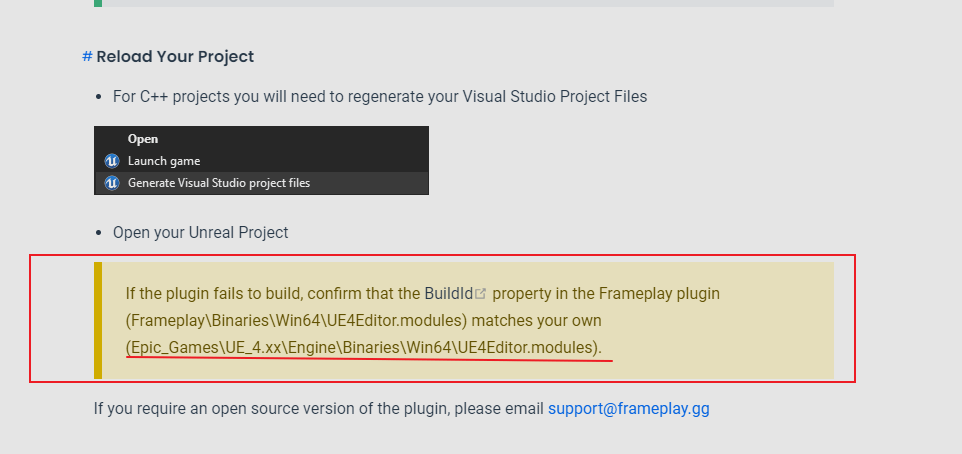 # Reload Your Project
• For C++ projects you will need to regenerate your Visual Studio Project Files
Open
Launch game
Generate Visual Studio project files
• Open your Unreal Project
If the plugin fails to build, confirm that the BuildId property in the Frameplay plugin
(Frameplay\Binaries\Win64\UE4Editor.modules) matches your own
(Epic_Games\UE_4.xx\Engine\Binaries\Win64\UE4Editor.modules).
If you require an open source version of the plugin, please email support@frameplay.gg